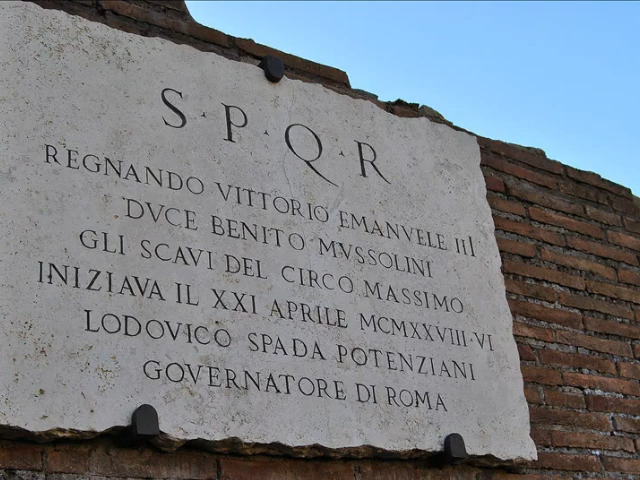 S·P·Q·R
REGNANDO VITTORIO EMANVELE III
DVCE BENITO MVSSOLINI
GLI SCAVI DEL CIRCO MASSIMO
INIZIAVA IL XXI APRILE MCMXXVIII·VI
LODOVICO SPADA POTENZIANI
GOVERNATORE DI ROMA